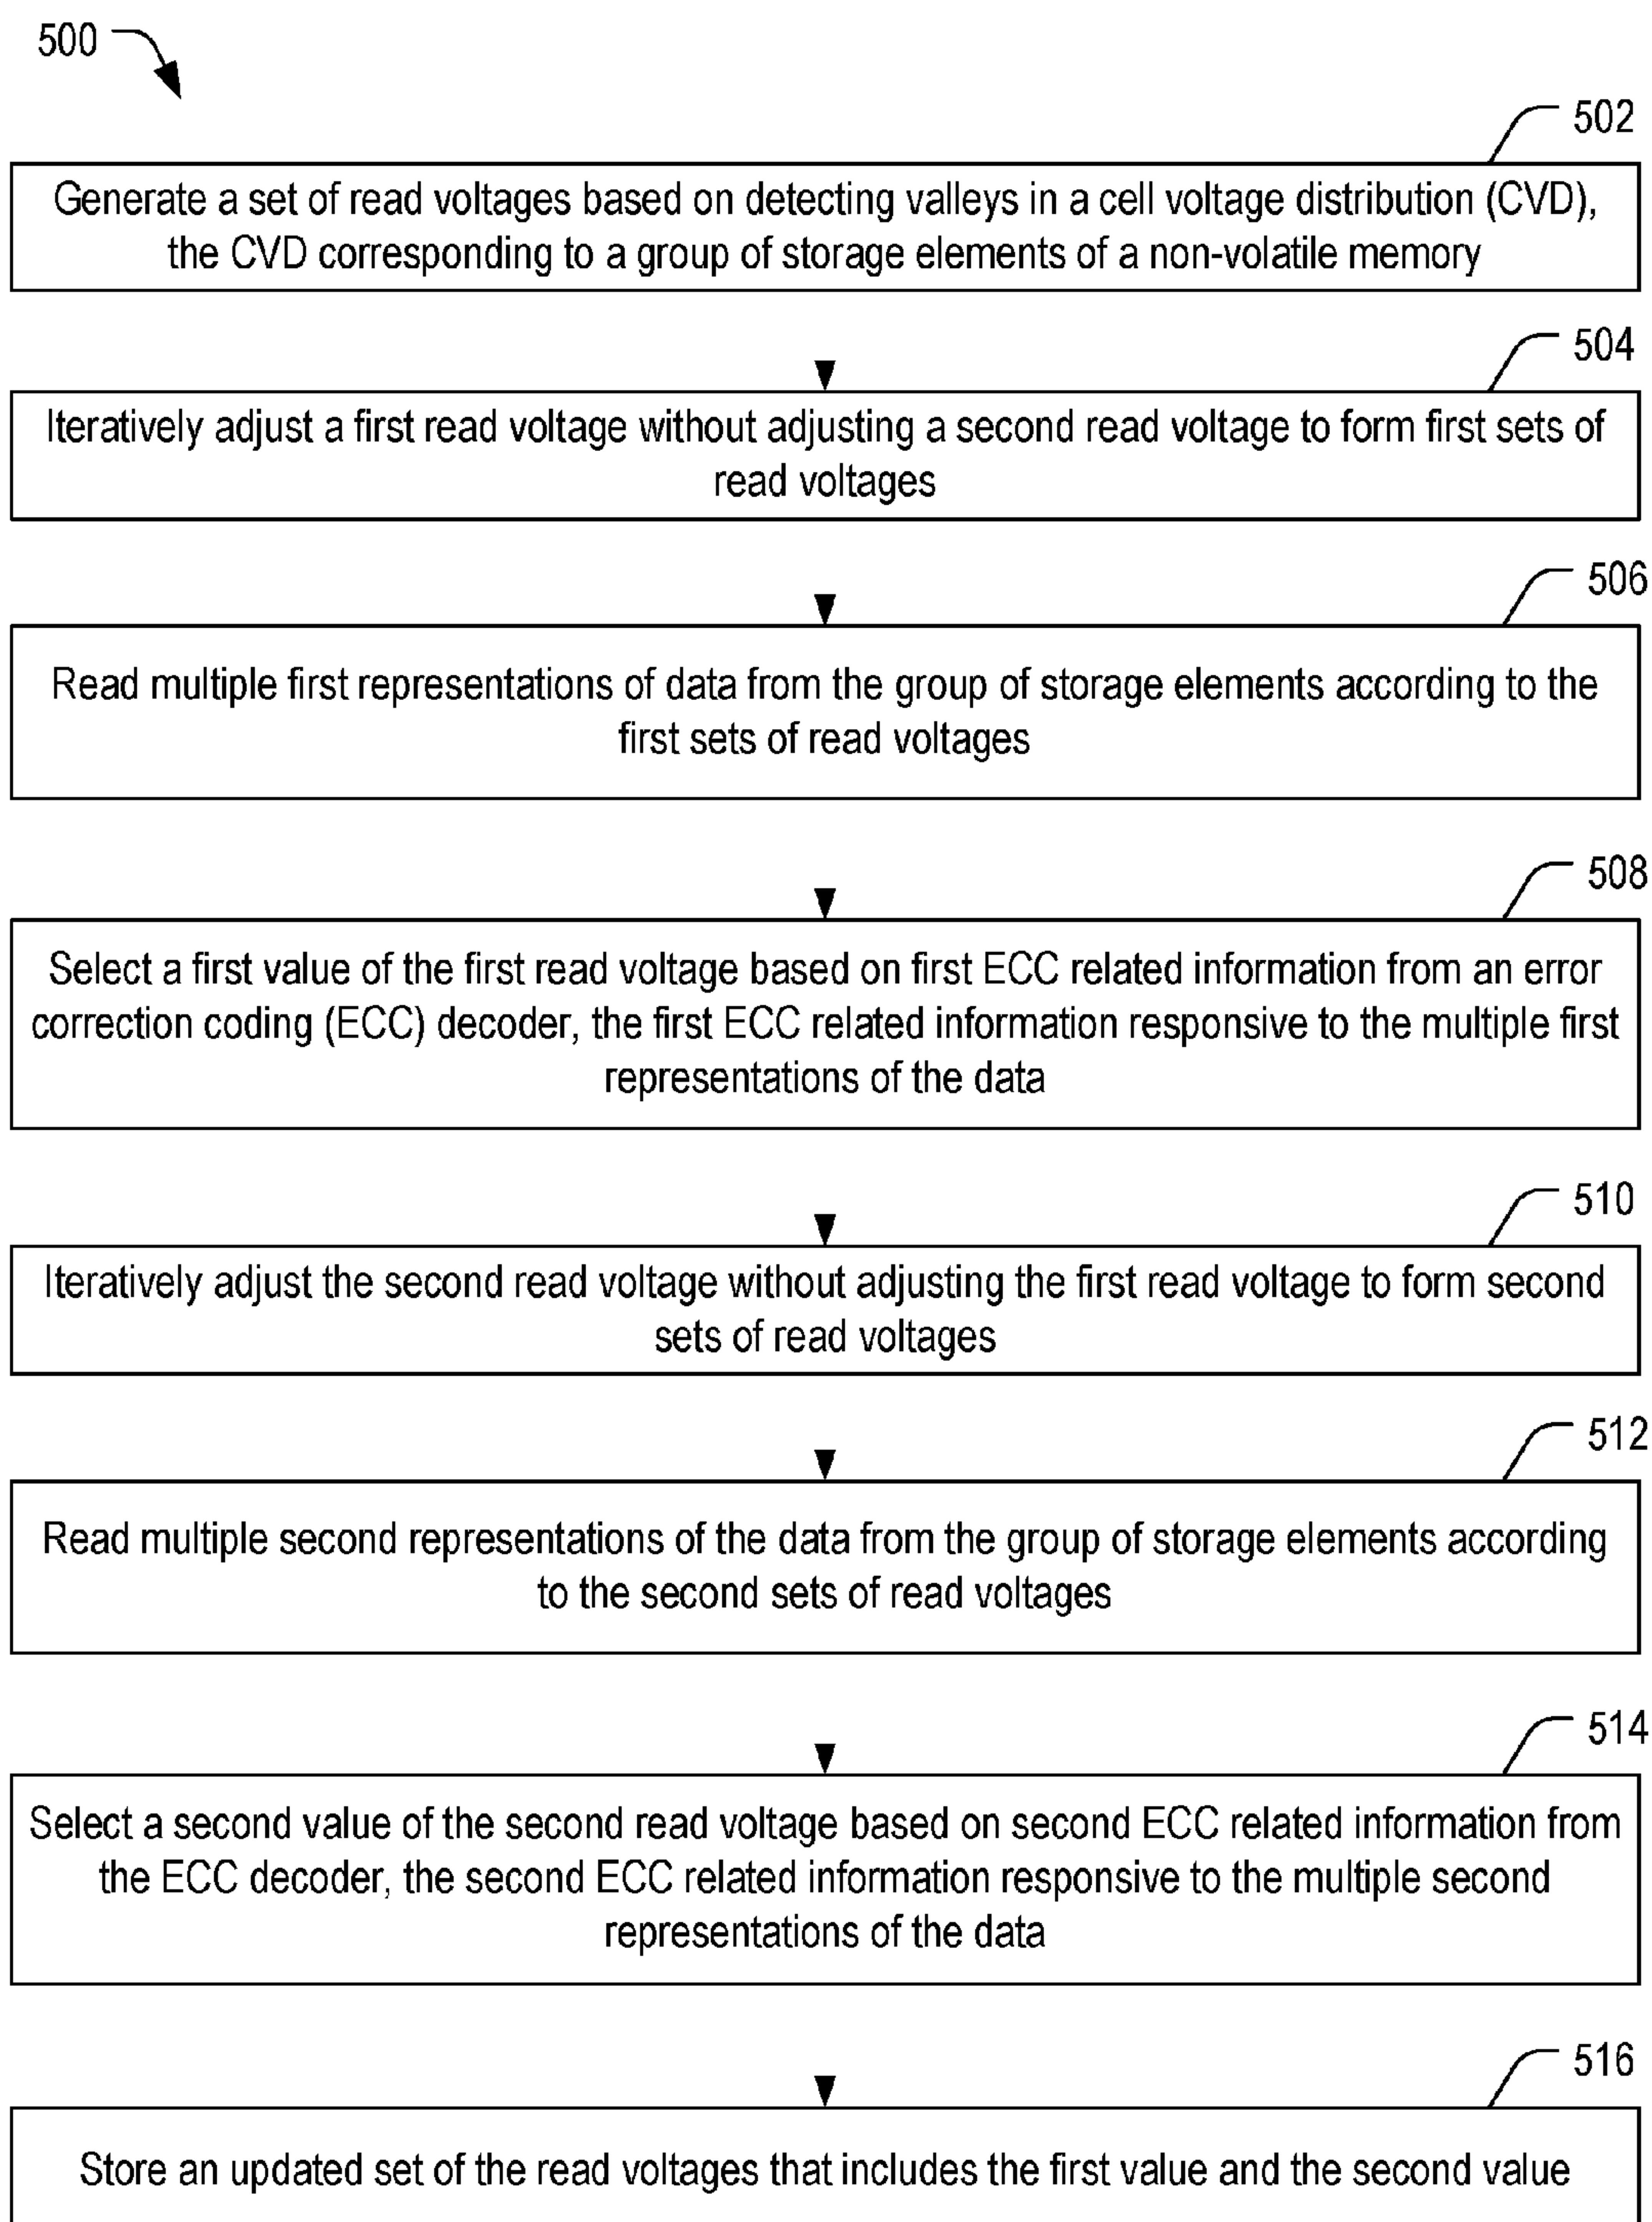 500
502
Generate a set of read voltages based on detecting valleys in a cell voltage distribution (CVD),
the CVD corresponding to a group of storage elements of a non-volatile memory
504
Iteratively adjust a first read voltage without adjusting a second read voltage to form first sets of
read voltages
506
Read multiple first representations of data from the group of storage elements according to the
first sets of read voltages
508
Select a first value of the first read voltage based on first ECC related information from an error
correction coding (ECC) decoder, the first ECC related information responsive to the multiple first
representations of the data
510
Iteratively adjust the second read voltage without adjusting the first read voltage to form second
sets of read voltages
512
Read multiple second representations of the data from the group of storage elements according
to the second sets of read voltages
514
Select a second value of the second read voltage based on second ECC related information from
the ECC decoder, the second ECC related information responsive to the multiple second
representations of the data
516
Store an updated set of the read voltages that includes the first value and the second value